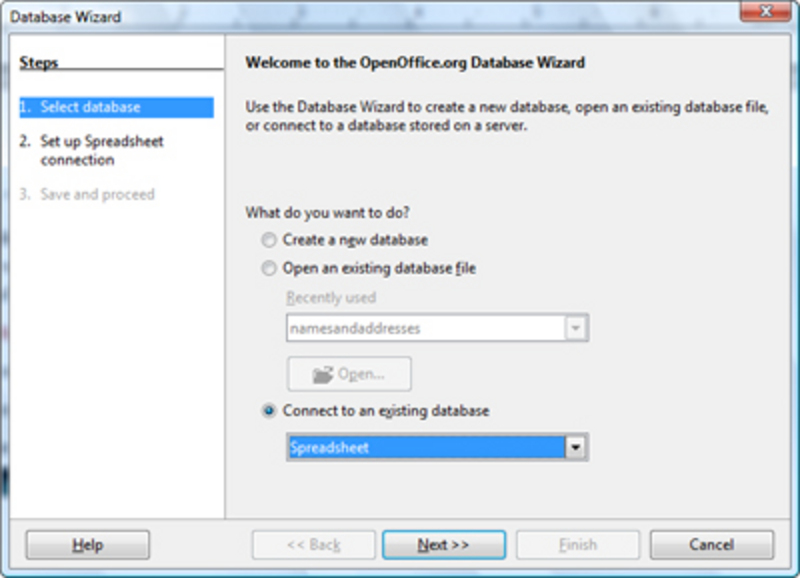 Database Wizard
Steps
1. Select database
2. Set up Spreadsheet
connection
3. Save and proceed
Welcome to the OpenOffice.org Database Wizard
Use the Database Wizard to create a new database, open an existing database file,
or connect to a database stored on a server.
What do you want to do?
Create a new database
Open an existing database file
Recently used
namesandaddresses
Open...
Connect to an existing database
Spreadsheet
Help
<< Back
Next >>
Finish
Cancel